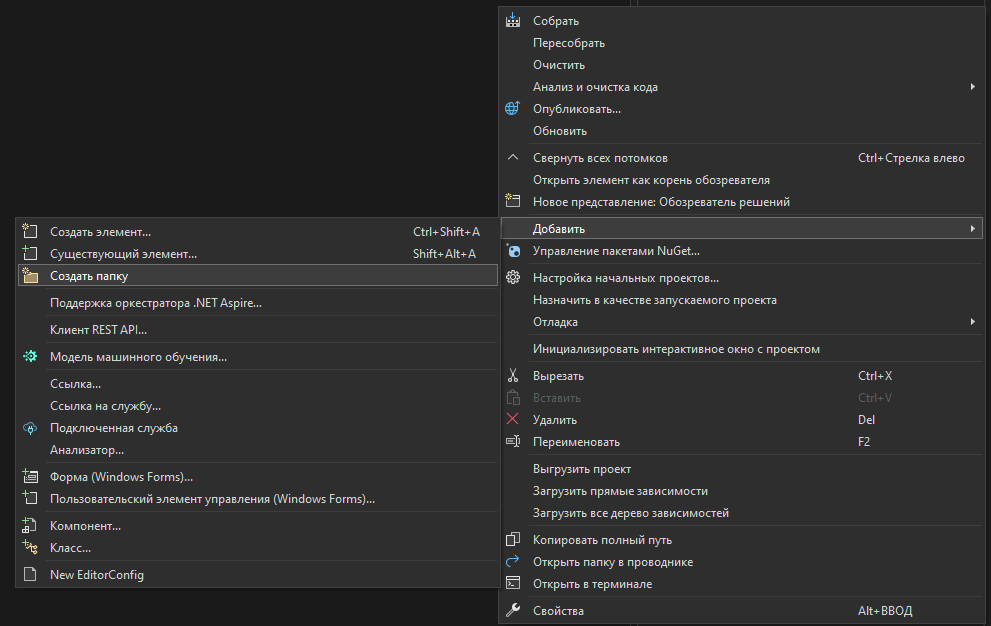 Собрать
Пересобрать
Очистить
Анализ и очистка кода
Опубликовать...
Обновить
Свернуть всех потомков Ctrl+Стрелка влево
Открыть элемент как корень обозревателя
Новое представление: Обозреватель решений
Добавить
Управление пакетами NuGet...
Настройка начальных проектов...
Назначить в качестве запускаемого проекта
Отладка
Инициализировать интерактивное окно с проектом
Вырезать Ctrl+X
Вставить Ctrl+V
Удалить Del
Переименовать F2
Выгрузить проект
Загрузить прямые зависимости
Загрузить все дерево зависимостей
Копировать полный путь
Открыть папку в проводнике
Открыть в терминале
Свойства Alt+ВВОД
Создать элемент... Ctrl+Shift+A
Существующий элемент... Shift+Alt+A
Создать папку
Поддержка оркестратора .NET Aspire...
Клиент REST API...
Модель машинного обучения...
Ссылка...
Ссылка на службу...
Подключенная служба
Анализатор...
Форма (Windows Forms)...
Пользовательский элемент управления (Windows Forms)...
Компонент...
Класс...
New EditorConfig